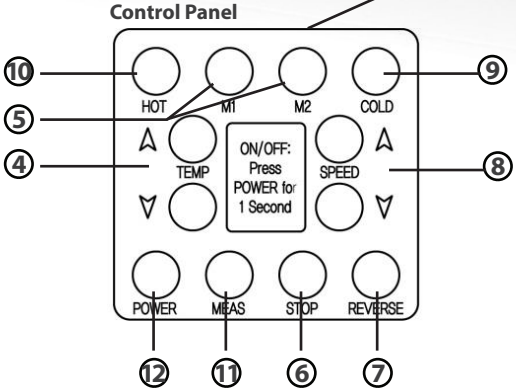 Control Panel
10 9
HOT M1 M2 COLD
5
4 8
TEMP SPEED
ON/OFF:
Press
POWER for
1 Second
POWER MEAS STOP REVERSE
12 11 6 7